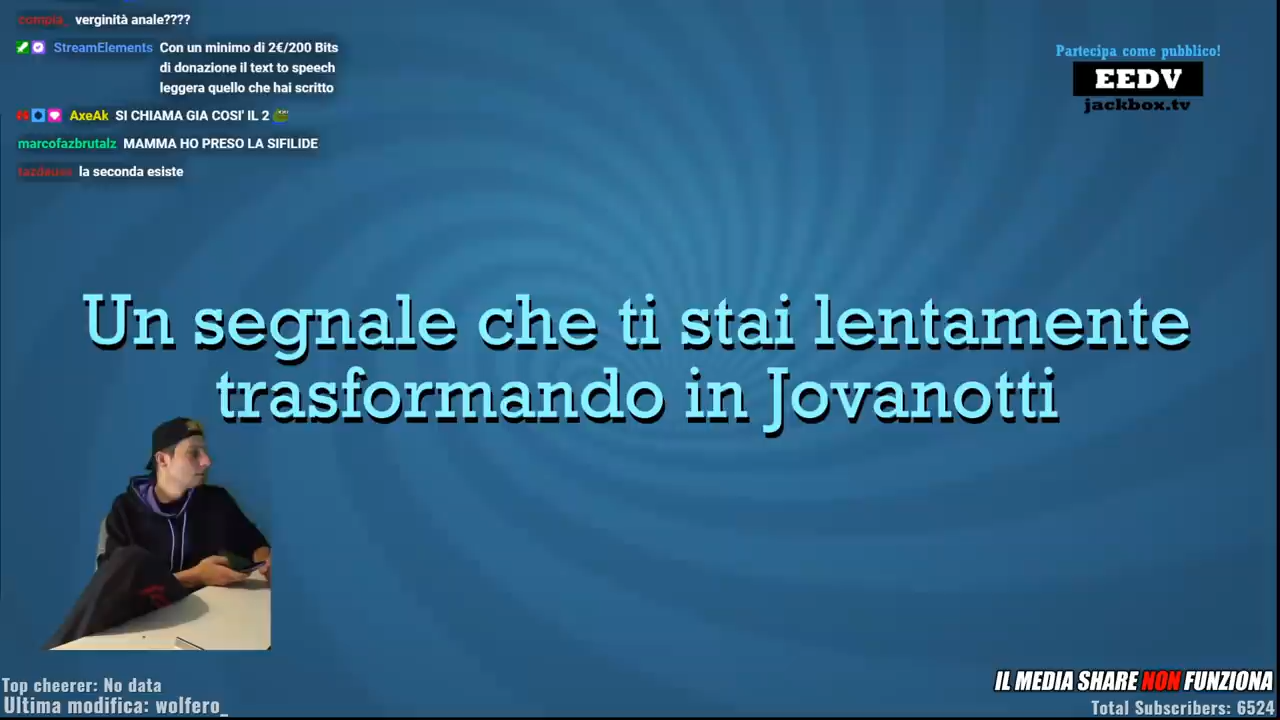 compia_ verginità anale????
StreamElements Con un minimo di 2€/200 Bits
di donazione il text to speech
leggera quello che hai scritto
AxeAk SI CHIAMA GIA COSI' IL 2
marcofazbrutalz MAMMA HO PRESO LA SIFILIDE
la seconda esiste
Partecipa come pubblico!
EEDV
jackbox.tv
Un segnale che ti stai lentamente
trasformando in Jovanotti
Top cheerer: No data
Ultima modifica: wolfero_
IL MEDIA SHARE NON FUNZIONA
Total Subscribers: 6524